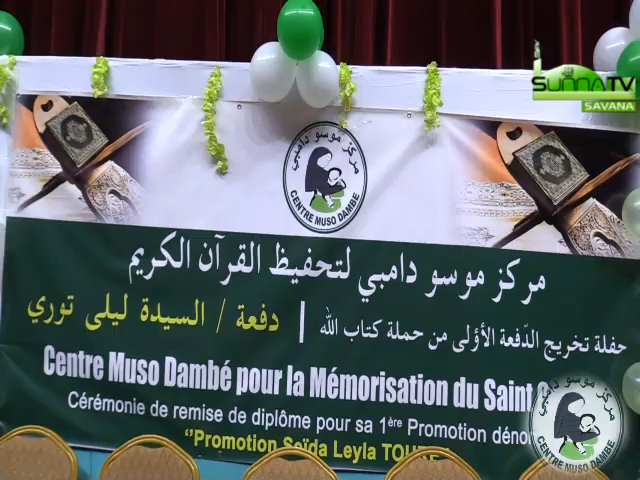 SUNNATV
SAVANA
مركز موسو دامبي
CENTRE MUSO DAMBE
مركز موسو دامبي لتحفيظ القرآن الكريم
حفلة تخريج الدّفعة الأولى من حملة كتاب الله | دفعة / السيدة ليلى توري
Centre Muso Dambé pour la Mémorisation du Saint
Cérémonie de remise de diplôme pour sa 1ère Promotion
"Promotion Seïda Leyla TOURE
مركز موسو دامبي
CENTRE MUSO DAMBE